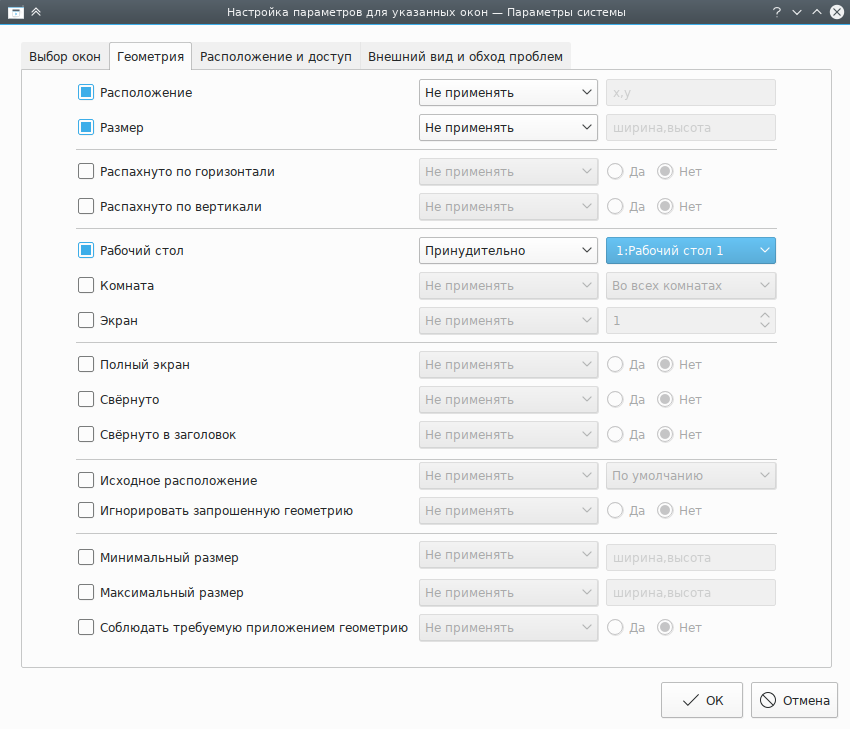 Настройка параметров для указанных окон — Параметры системы
?
Выбор окон Геометрия Расположение и доступ Внешний вид и обход проблем
Расположение Не применять x,y
Размер Не применять ширина,высота
Распахнуто по горизонтали Не применять Да Нет
Распахнуто по вертикали Не применять Да Нет
Рабочий стол Принудительно 1:Рабочий стол 1
Комната Не применять Во всех комнатах
Экран Не применять 1
Полный экран Не применять Да Нет
Свёрнуто Не применять Да Нет
Свёрнуто в заголовок Не применять Да Нет
Исходное расположение Не применять По умолчанию
Игнорировать запрошенную геометрию Не применять Да Нет
Минимальный размер Не применять ширина,высота
Максимальный размер Не применять ширина,высота
Соблюдать требуемую приложением геометрию Не применять Да Нет
ОК Отмена